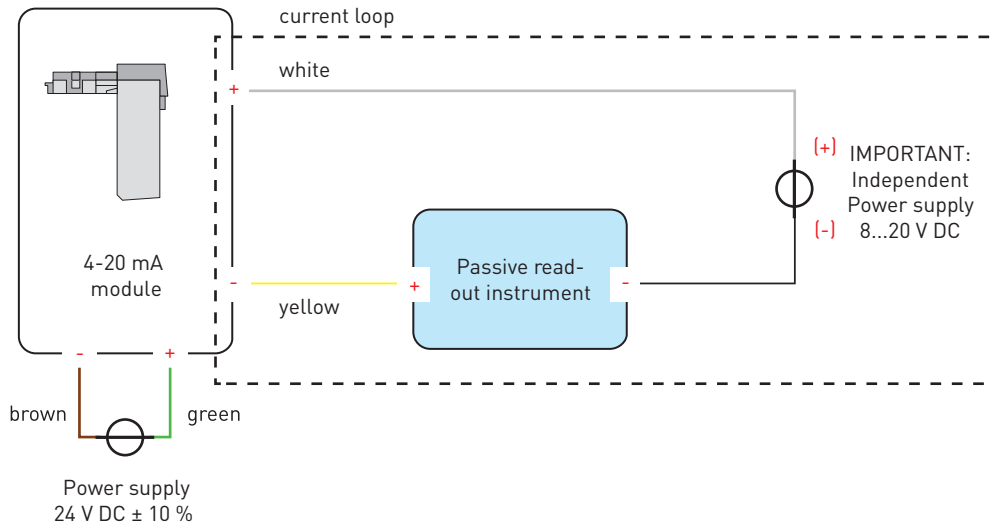 current loop
white
+
(+)
IMPORTANT:
Independent
Power supply
8...20 V DC
(-)
4-20 mA
module
-
yellow
+
Passive read-
out instrument
-
-
+
brown
green
Power supply
24 V DC ± 10 %